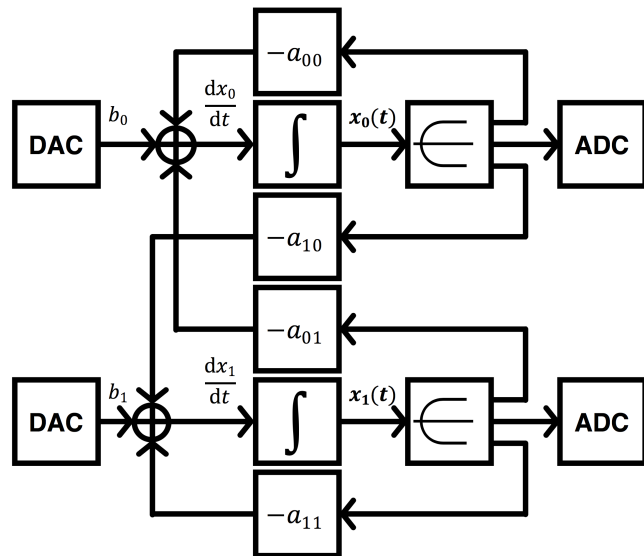 −a₀₀
b₀
dx₀
dt
x₀(t)
DAC
∫
ADC
−a₁₀
−a₀₁
b₁
dx₁
dt
x₁(t)
DAC
∫
ADC
−a₁₁